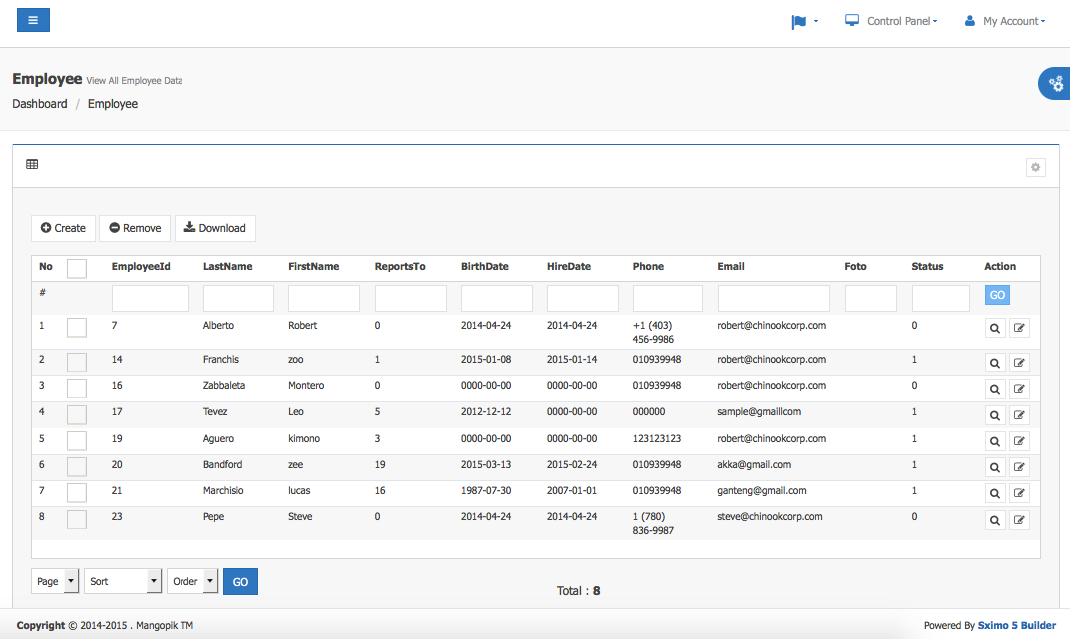 Control Panel My Account
Employee View All Employee Data
Dashboard / Employee
Create Remove Download
No EmployeeId LastName FirstName ReportsTo BirthDate HireDate Phone Email Foto Status Action
# GO
1 7 Alberto Robert 0 2014-04-24 2014-04-24 +1 (403) robert@chinookcorp.com 0
456-9986
2 14 Franchis zoo 1 2015-01-08 2015-01-14 010939948 robert@chinookcorp.com 1
3 16 Zabbaleta Montero 0 0000-00-00 0000-00-00 010939948 robert@chinookcorp.com 0
4 17 Tevez Leo 5 2012-12-12 0000-00-00 000000 sample@gmaillcom 1
5 19 Aguero kimono 3 0000-00-00 0000-00-00 123123123 robert@chinookcorp.com 1
6 20 Bandford zee 19 2015-03-13 2015-02-24 010939948 akka@gmail.com 1
7 21 Marchisio lucas 16 1987-07-30 2007-01-01 010939948 ganteng@gmail.com 1
8 23 Pepe Steve 0 2014-04-24 2014-04-24 1 (780) steve@chinookcorp.com 0
836-9987
Page Sort Order GO Total : 8
Copyright © 2014-2015 . Mangopik TM Powered By Sximo 5 Builder